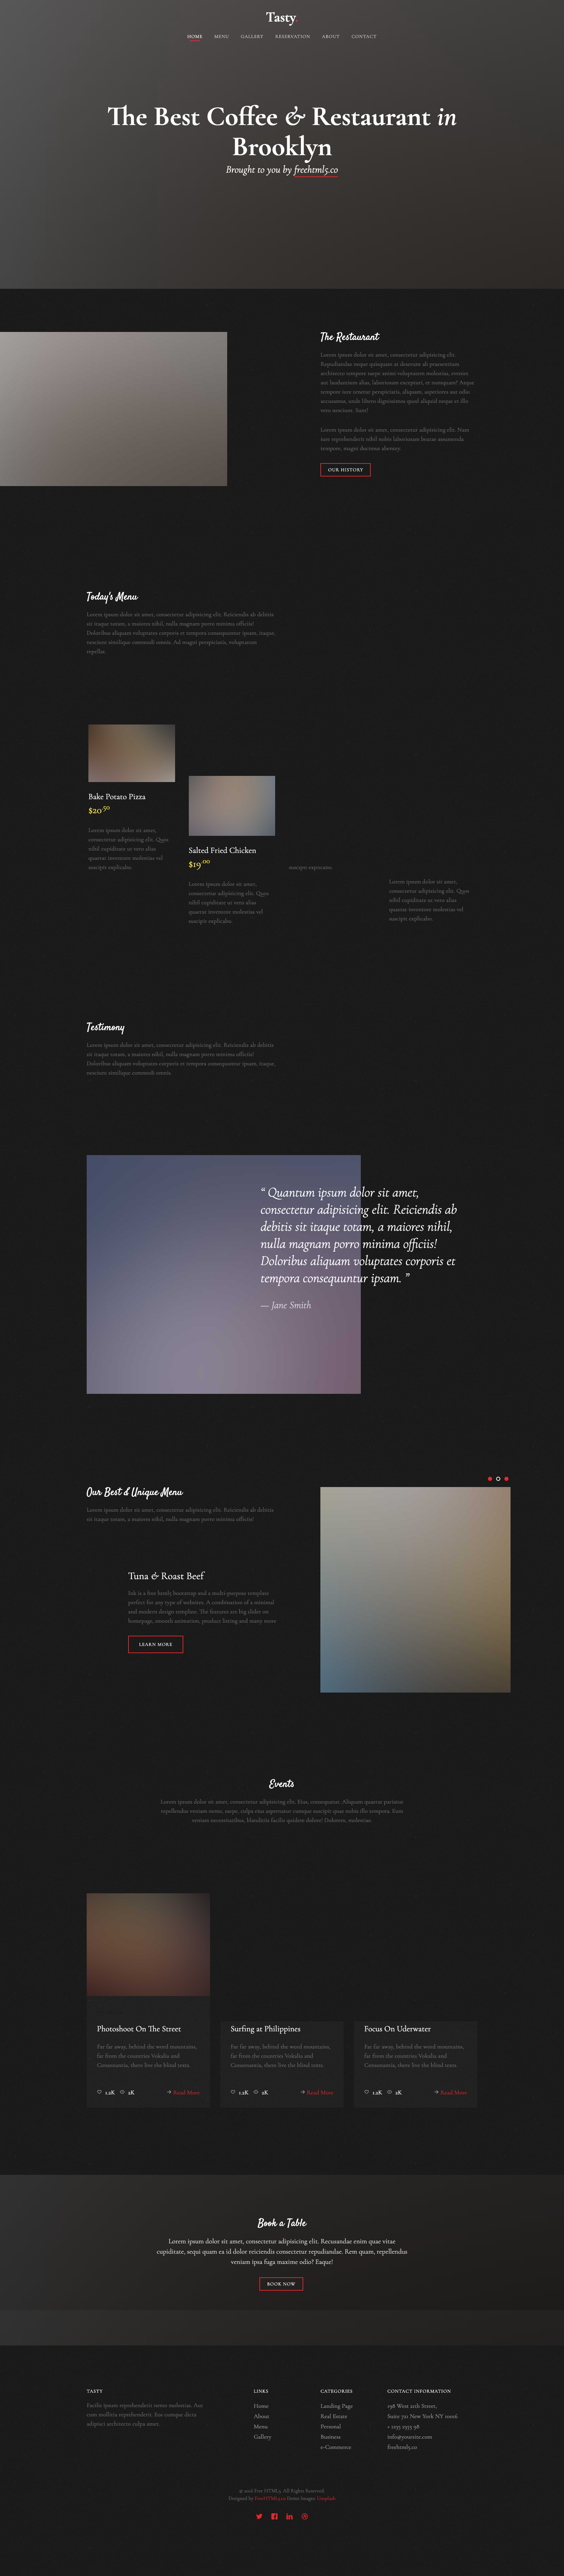 Tasty.
HOME MENU GALLERY RESERVATION ABOUT CONTACT
The Best Coffee & Restaurant in
Brooklyn
Brought to you by freehtml5.co
The Restaurant
Lorem ipsum dolor sit amet, consectetur adipisicing elit.
Repudiandae neque quisquam at deserunt ab praesentium
architecto tempore saepe animi voluptatem molestias, eveniet
aut laudantium alias, laboriosam excepturi, et numquam? Atque
tempore iure tenetur perspiciatis, aliquam, asperiores aut odio
accusamus, unde libero dignissimos quod aliquid neque et illo
vero nesciunt. Sunt!
Lorem ipsum dolor sit amet, consectetur adipisicing elit. Nam
iure reprehenderit nihil nobis laboriosam beatae assumenda
tempore, magni ducimus abentey.
OUR HISTORY
Today's Menu
Lorem ipsum dolor sit amet, consectetur adipisicing elit. Reiciendis ab debitis
sit itaque totam, a maiores nihil, nulla magnam porro minima officiis!
Doloribus aliquam voluptates corporis et tempora consequuntur ipsam, itaque,
nesciunt similique commodi omnis. Ad magni perspiciatis, voluptatum
repellat.
Bake Potato Pizza
$20.50
Lorem ipsum dolor sit amet,
consectetur adipisicing elit. Quos
nihil cupiditate ut vero alias
quaerat inventore molestias vel
suscipit explicabo.
Salted Fried Chicken
$19.00
Lorem ipsum dolor sit amet,
consectetur adipisicing elit. Quos
nihil cupiditate ut vero alias
quaerat inventore molestias vel
suscipit explicabo.
suscipit explicabo.
Lorem ipsum dolor sit amet,
consectetur adipisicing elit. Quos
nihil cupiditate ut vero alias
quaerat inventore molestias vel
suscipit explicabo.
Testimony
Lorem ipsum dolor sit amet, consectetur adipisicing elit. Reiciendis ab debitis
sit itaque totam, a maiores nihil, nulla magnam porro minima officiis!
Doloribus aliquam voluptates corporis et tempora consequuntur ipsam, itaque,
nesciunt similique commodi omnis.
“ Quantum ipsum dolor sit amet,
consectetur adipisicing elit. Reiciendis ab
debitis sit itaque totam, a maiores nihil,
nulla magnam porro minima officiis!
Doloribus aliquam voluptates corporis et
tempora consequuntur ipsam. ”
— Jane Smith
Our Best & Unique Menu
Lorem ipsum dolor sit amet, consectetur adipisicing elit. Reiciendis ab debitis
sit itaque totam, a maiores nihil, nulla magnam porro minima officiis!
Tuna & Roast Beef
Ink is a free html5 bootstrap and a multi-purpose template
perfect for any type of websites. A combination of a minimal
and modern design template. The features are big slider on
homepage, smooth animation, product listing and many more
LEARN MORE
Events
Lorem ipsum dolor sit amet, consectetur adipisicing elit. Eius, consequatur. Aliquam quaerat pariatur
repellendus veniam nemo, saepe, culpa eius aspernatur cumque suscipit quae nobis illo tempora. Eum
veniam necessitatibus, blanditiis facilis quidem dolore! Dolorem, molestiae.
Photoshoot On The Street
Far far away, behind the word mountains,
far from the countries Vokalia and
Consonantia, there live the blind texts.
1.2K 2K Read More
Surfing at Philippines
Far far away, behind the word mountains,
far from the countries Vokalia and
Consonantia, there live the blind texts.
1.2K 2K Read More
Focus On Uderwater
Far far away, behind the word mountains,
far from the countries Vokalia and
Consonantia, there live the blind texts.
1.2K 2K Read More
Book a Table
Lorem ipsum dolor sit amet, consectetur adipisicing elit. Recusandae enim quae vitae
cupiditate, sequi quam ea id dolor reiciendis consectetur repudiandae. Rem quam, repellendus
veniam ipsa fuga maxime odio? Eaque!
BOOK NOW
TASTY
Facilis ipsum reprehenderit nemo molestias. Aut
cum mollitia reprehenderit. Eos cumque dicta
adipisci architecto culpa amet.
LINKS
Home
About
Menu
Gallery
CATEGORIES
Landing Page
Real Estate
Personal
Business
e-Commerce
CONTACT INFORMATION
198 West 21th Street,
Suite 721 New York NY 10016
+ 1235 2355 98
info@yoursite.com
freehtml5.co
© 2016 Free HTML5. All Rights Reserved.
Designed by FreeHTML5.co Demo Images: Unsplash